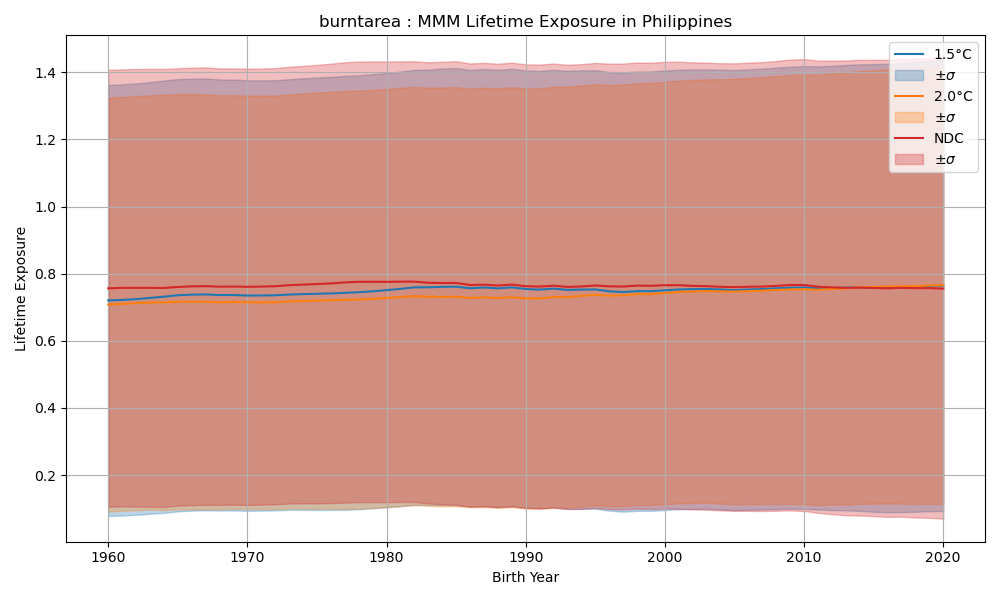 burntarea : MMM Lifetime Exposure in Philippines
1.4
1.2
1.0
0.8
0.6
0.4
0.2
Lifetime Exposure
1.5°C
±σ
2.0°C
±σ
NDC
±σ
1960 1970 1980 1990 2000 2010 2020
Birth Year